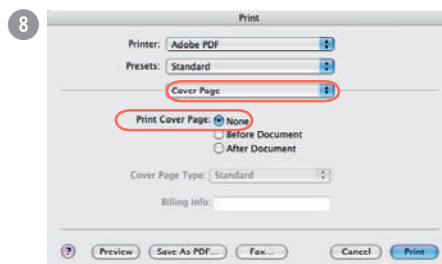 8
Print
Printer: Adobe PDF
Presets: Standard
Cover Page
Print Cover Page: None
Before Document
After Document
Cover Page Type: Standard
Billing Info:
? Preview Save As PDF... Fax... Cancel Print